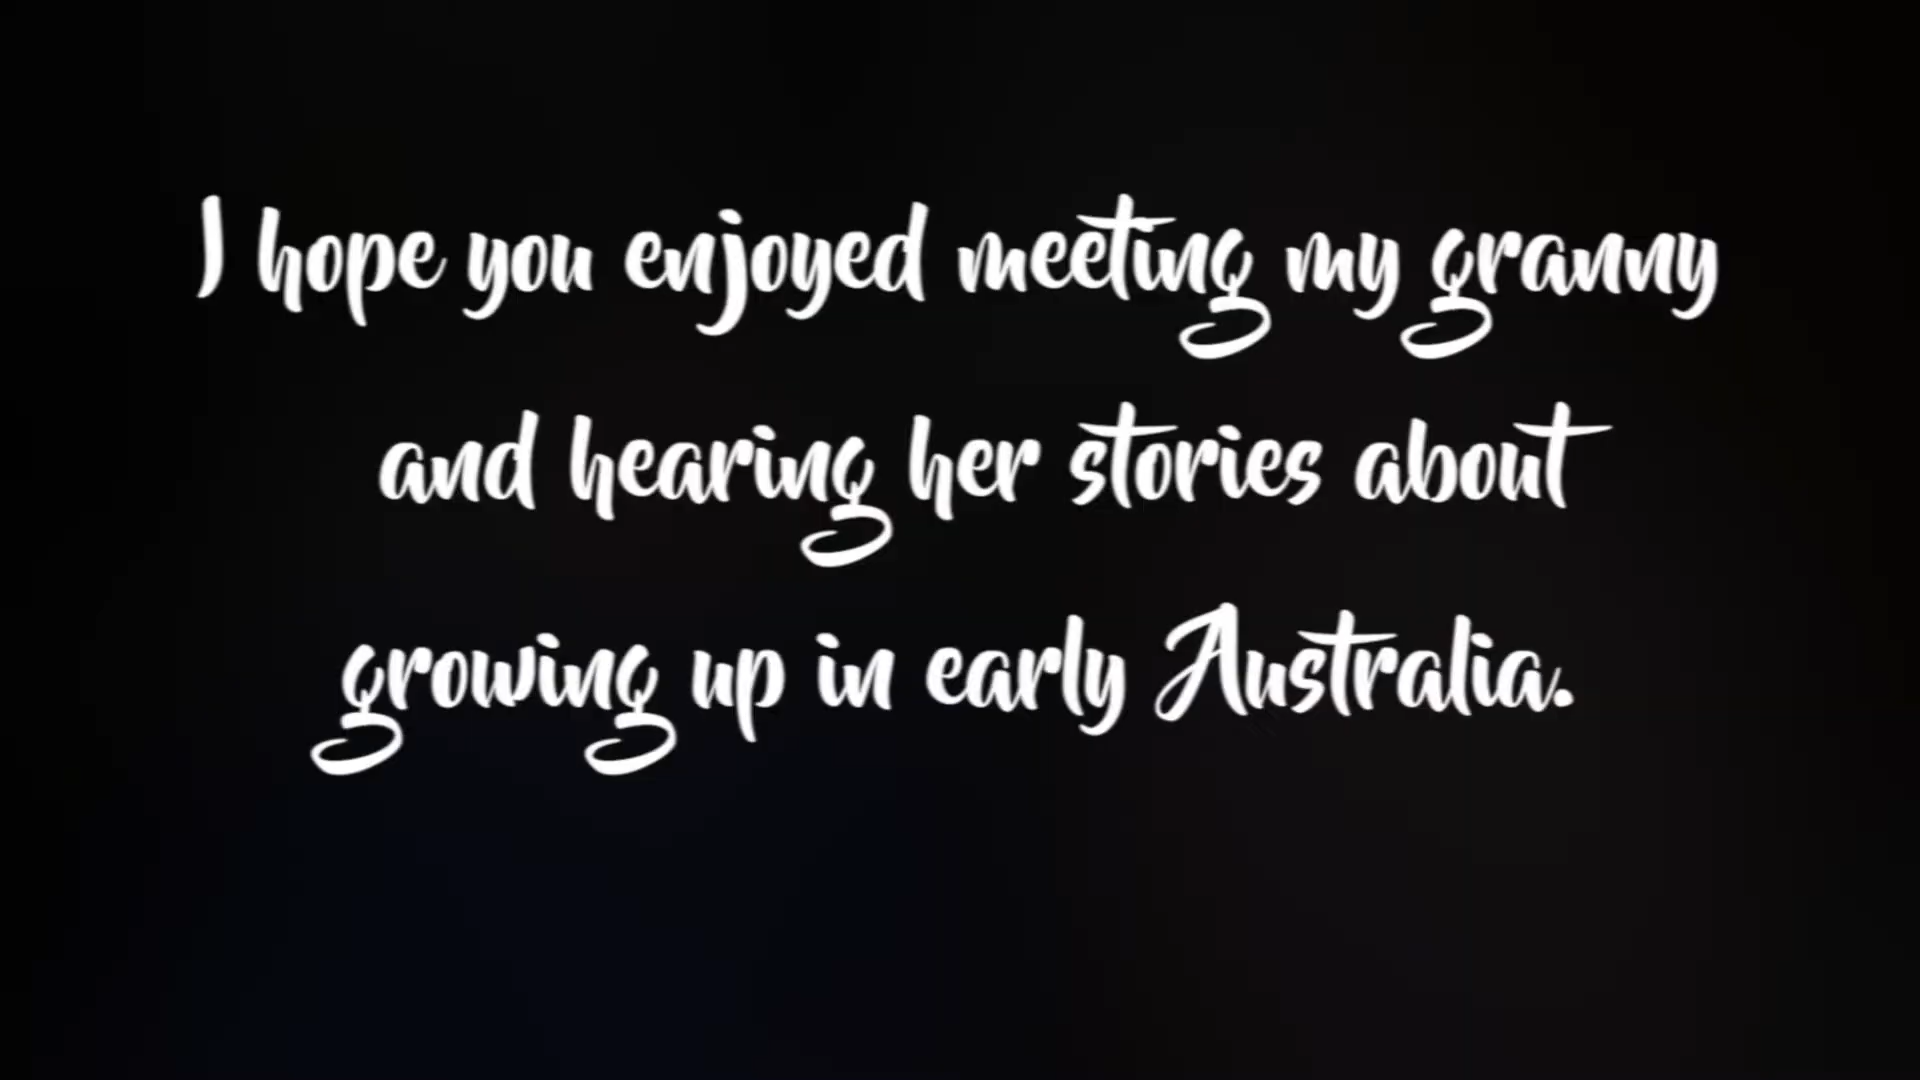 I hope you enjoyed meeting my granny
and hearing her stories about
growing up in early Australia.